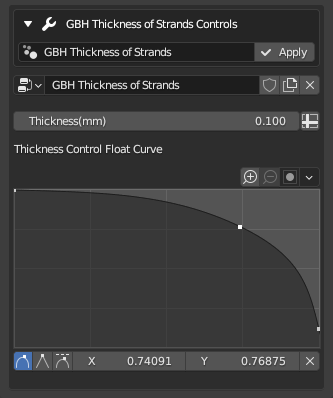 GBH Thickness of Strands Controls
GBH Thickness of Strands Apply
GBH Thickness of Strands
Thickness(mm) 0.100
Thickness Control Float Curve
X 0.74091 Y 0.76875